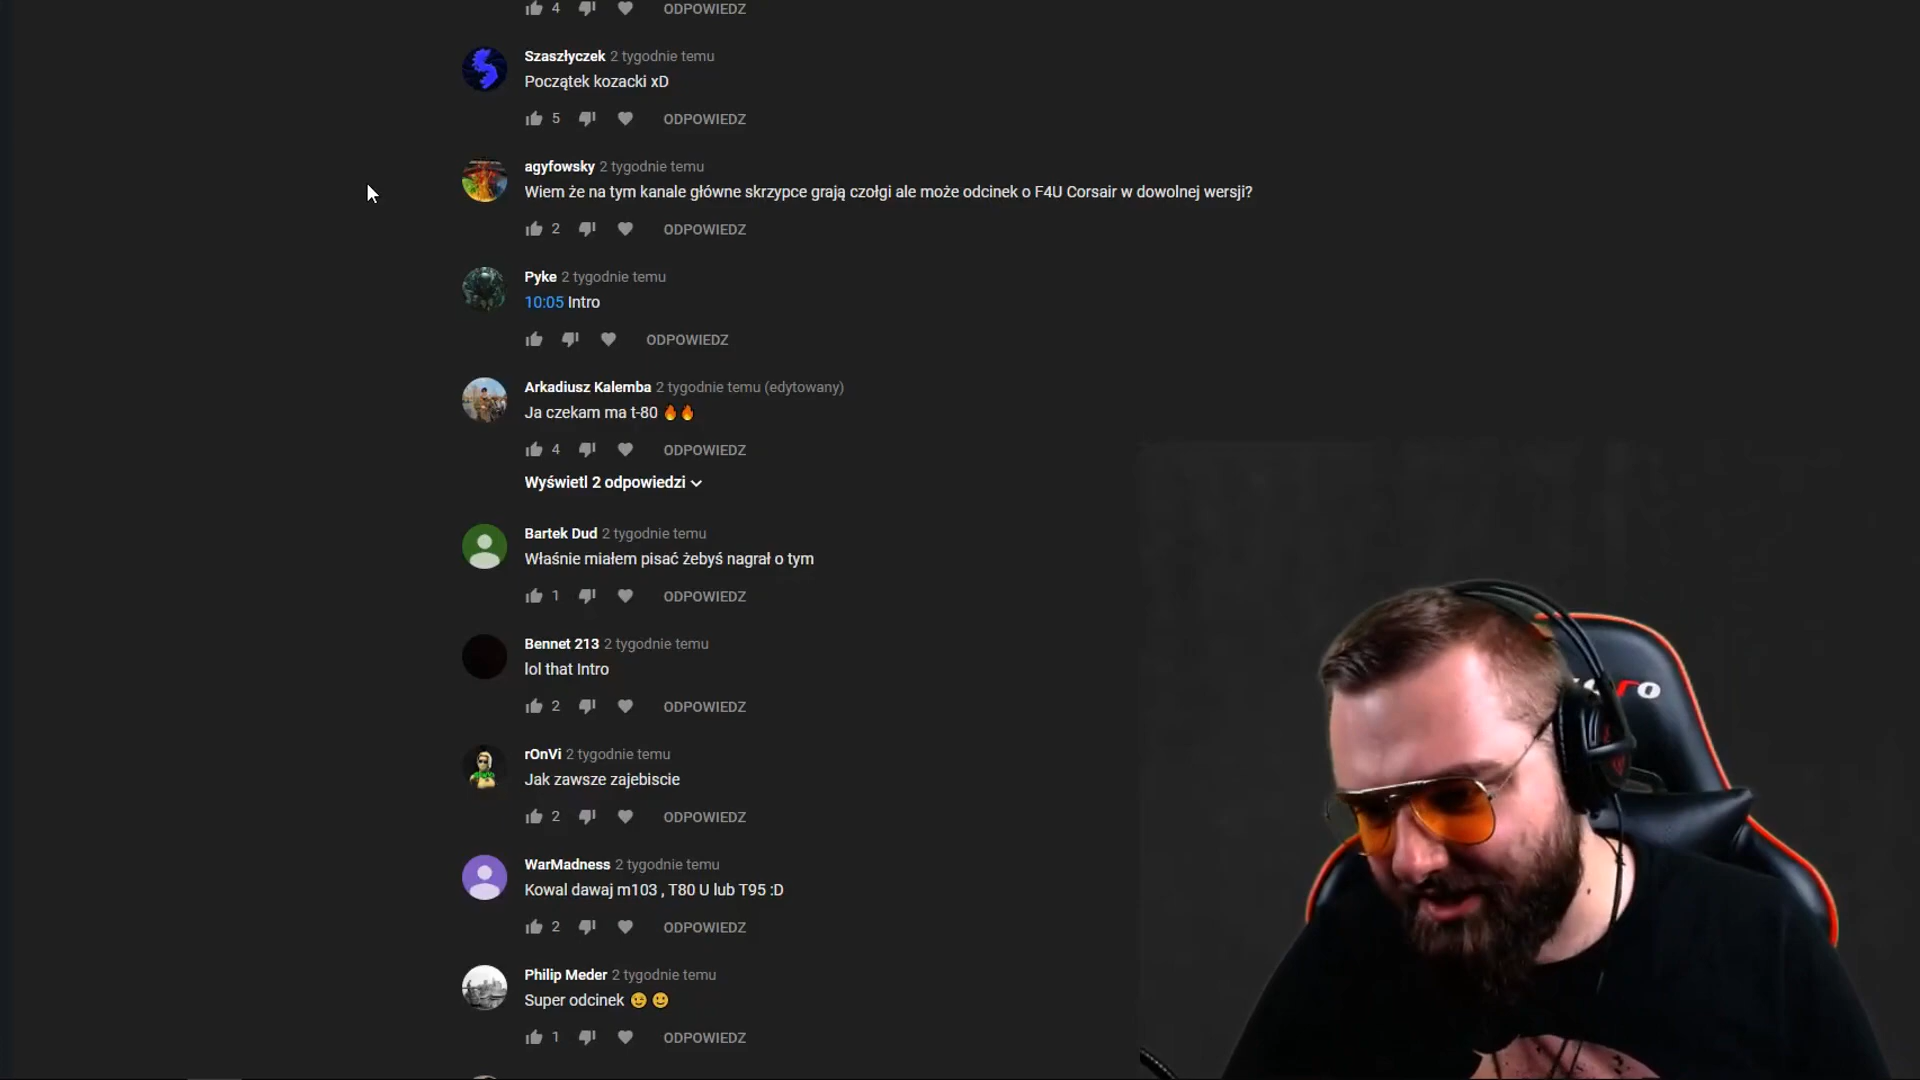 4 ODPOWIEDZ
Szaszłyczek 2 tygodnie temu
Początek kozacki xD
5 ODPOWIEDZ
agyfowsky 2 tygodnie temu
Wiem że na tym kanale główne skrzypce grają czołgi ale może odcinek o F4U Corsair w dowolnej wersji?
2 ODPOWIEDZ
Pyke 2 tygodnie temu
10:05 Intro
ODPOWIEDZ
Arkadiusz Kalemba 2 tygodnie temu (edytowany)
Ja czekam ma t-80 🔥🔥
4 ODPOWIEDZ
Wyświetl 2 odpowiedzi
Bartek Dud 2 tygodnie temu
Właśnie miałem pisać żebyś nagrał o tym
1 ODPOWIEDZ
Bennet 213 2 tygodnie temu
lol that Intro
2 ODPOWIEDZ
rOnVi 2 tygodnie temu
Jak zawsze zajebiscie
2 ODPOWIEDZ
WarMadness 2 tygodnie temu
Kowal dawaj m103 , T80 U lub T95 :D
2 ODPOWIEDZ
Philip Meder 2 tygodnie temu
Super odcinek 😉🙂
1 ODPOWIEDZ